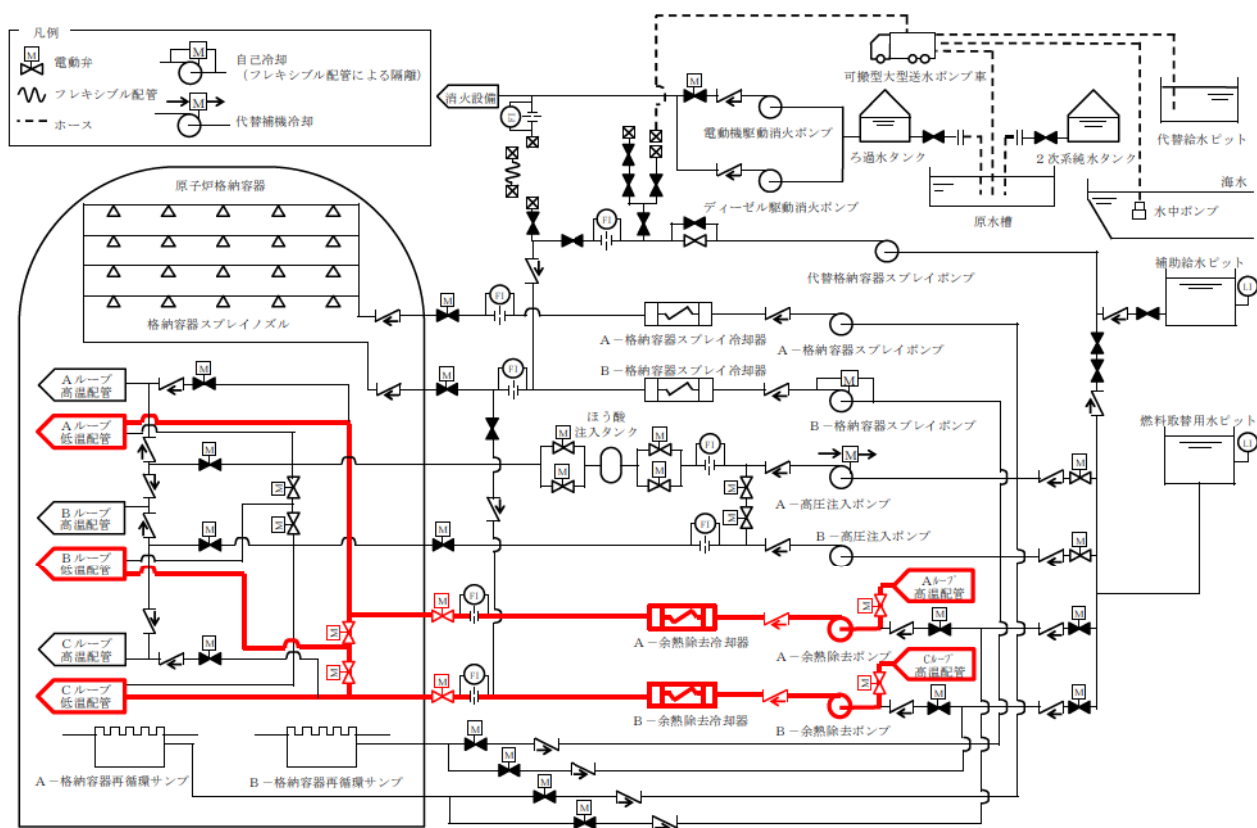 凡例
M
電動弁
フレキシブル配管
ホース
M
自己冷却
(フレキシブル配管による隔離)
M
代替補機冷却
消火設備
FI
M
電動機駆動消火ポンプ
ディーゼル駆動消火ポンプ
可搬型大型送水ポンプ車
ろ過水タンク
2次系純水タンク
代替給水ピット
原水槽
海水
水中ポンプ
FI
代替格納容器スプレイポンプ
補助給水ピット
LI
原子炉格納容器
格納容器スプレイノズル
M
FI
A-格納容器スプレイ冷却器
A-格納容器スプレイポンプ
M
FI
B-格納容器スプレイ冷却器
M
B-格納容器スプレイポンプ
燃料取替用水ピット
LI
Aループ
高温配管
M
Aループ
低温配管
M
ほう酸
注入タンク
M
M
M
M
FI
M
A-高圧注入ポンプ
M
M
M
Bループ
高温配管
M
M
M
M
FI
B-高圧注入ポンプ
M
Bループ
低温配管
M
FI
A-余熱除去冷却器
A-余熱除去ポンプ
M
Aループ
高温配管
M
M
M
Cループ
高温配管
M
M
Cループ
低温配管
M
FI
B-余熱除去冷却器
B-余熱除去ポンプ
M
Cループ
高温配管
M
M
A-格納容器再循環サンプ
B-格納容器再循環サンプ
M
M
M
M